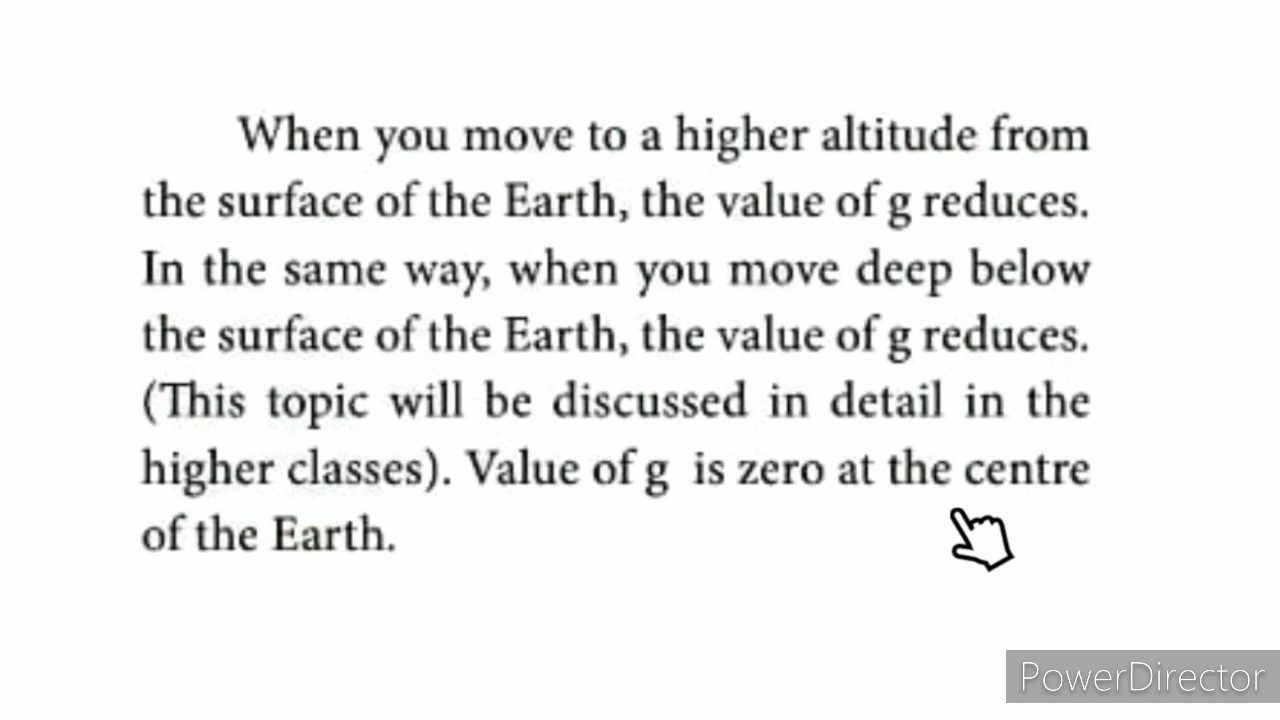 When you move to a higher altitude from
the surface of the Earth, the value of g reduces.
In the same way, when you move deep below
the surface of the Earth, the value of g reduces.
(This topic will be discussed in detail in the
higher classes). Value of g is zero at the centre
of the Earth.
PowerDirector